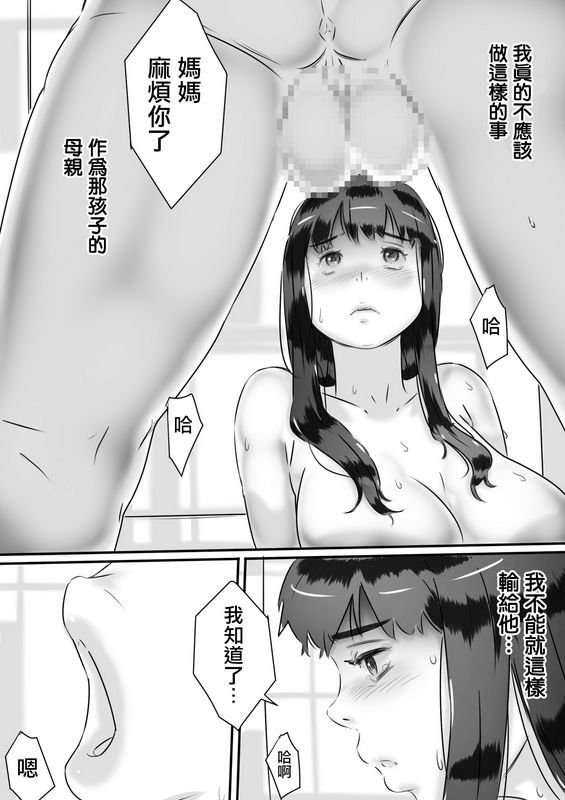 我真的不應該
做這樣的事
媽媽
麻煩你了
作為那孩子的
母親
哈
哈
我不能就這樣
輸給他…
我知道了…
哈啊
嗯